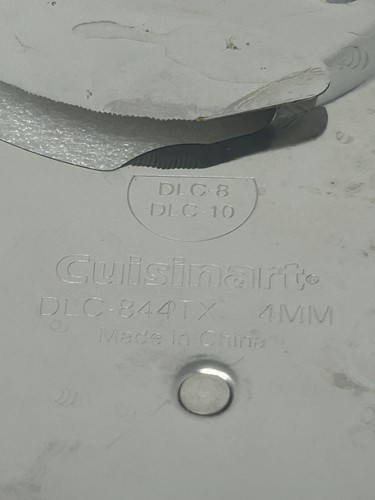 DLC-8
DLC-10
Cuisinart®
DLC-844TX 4MM
Made in China